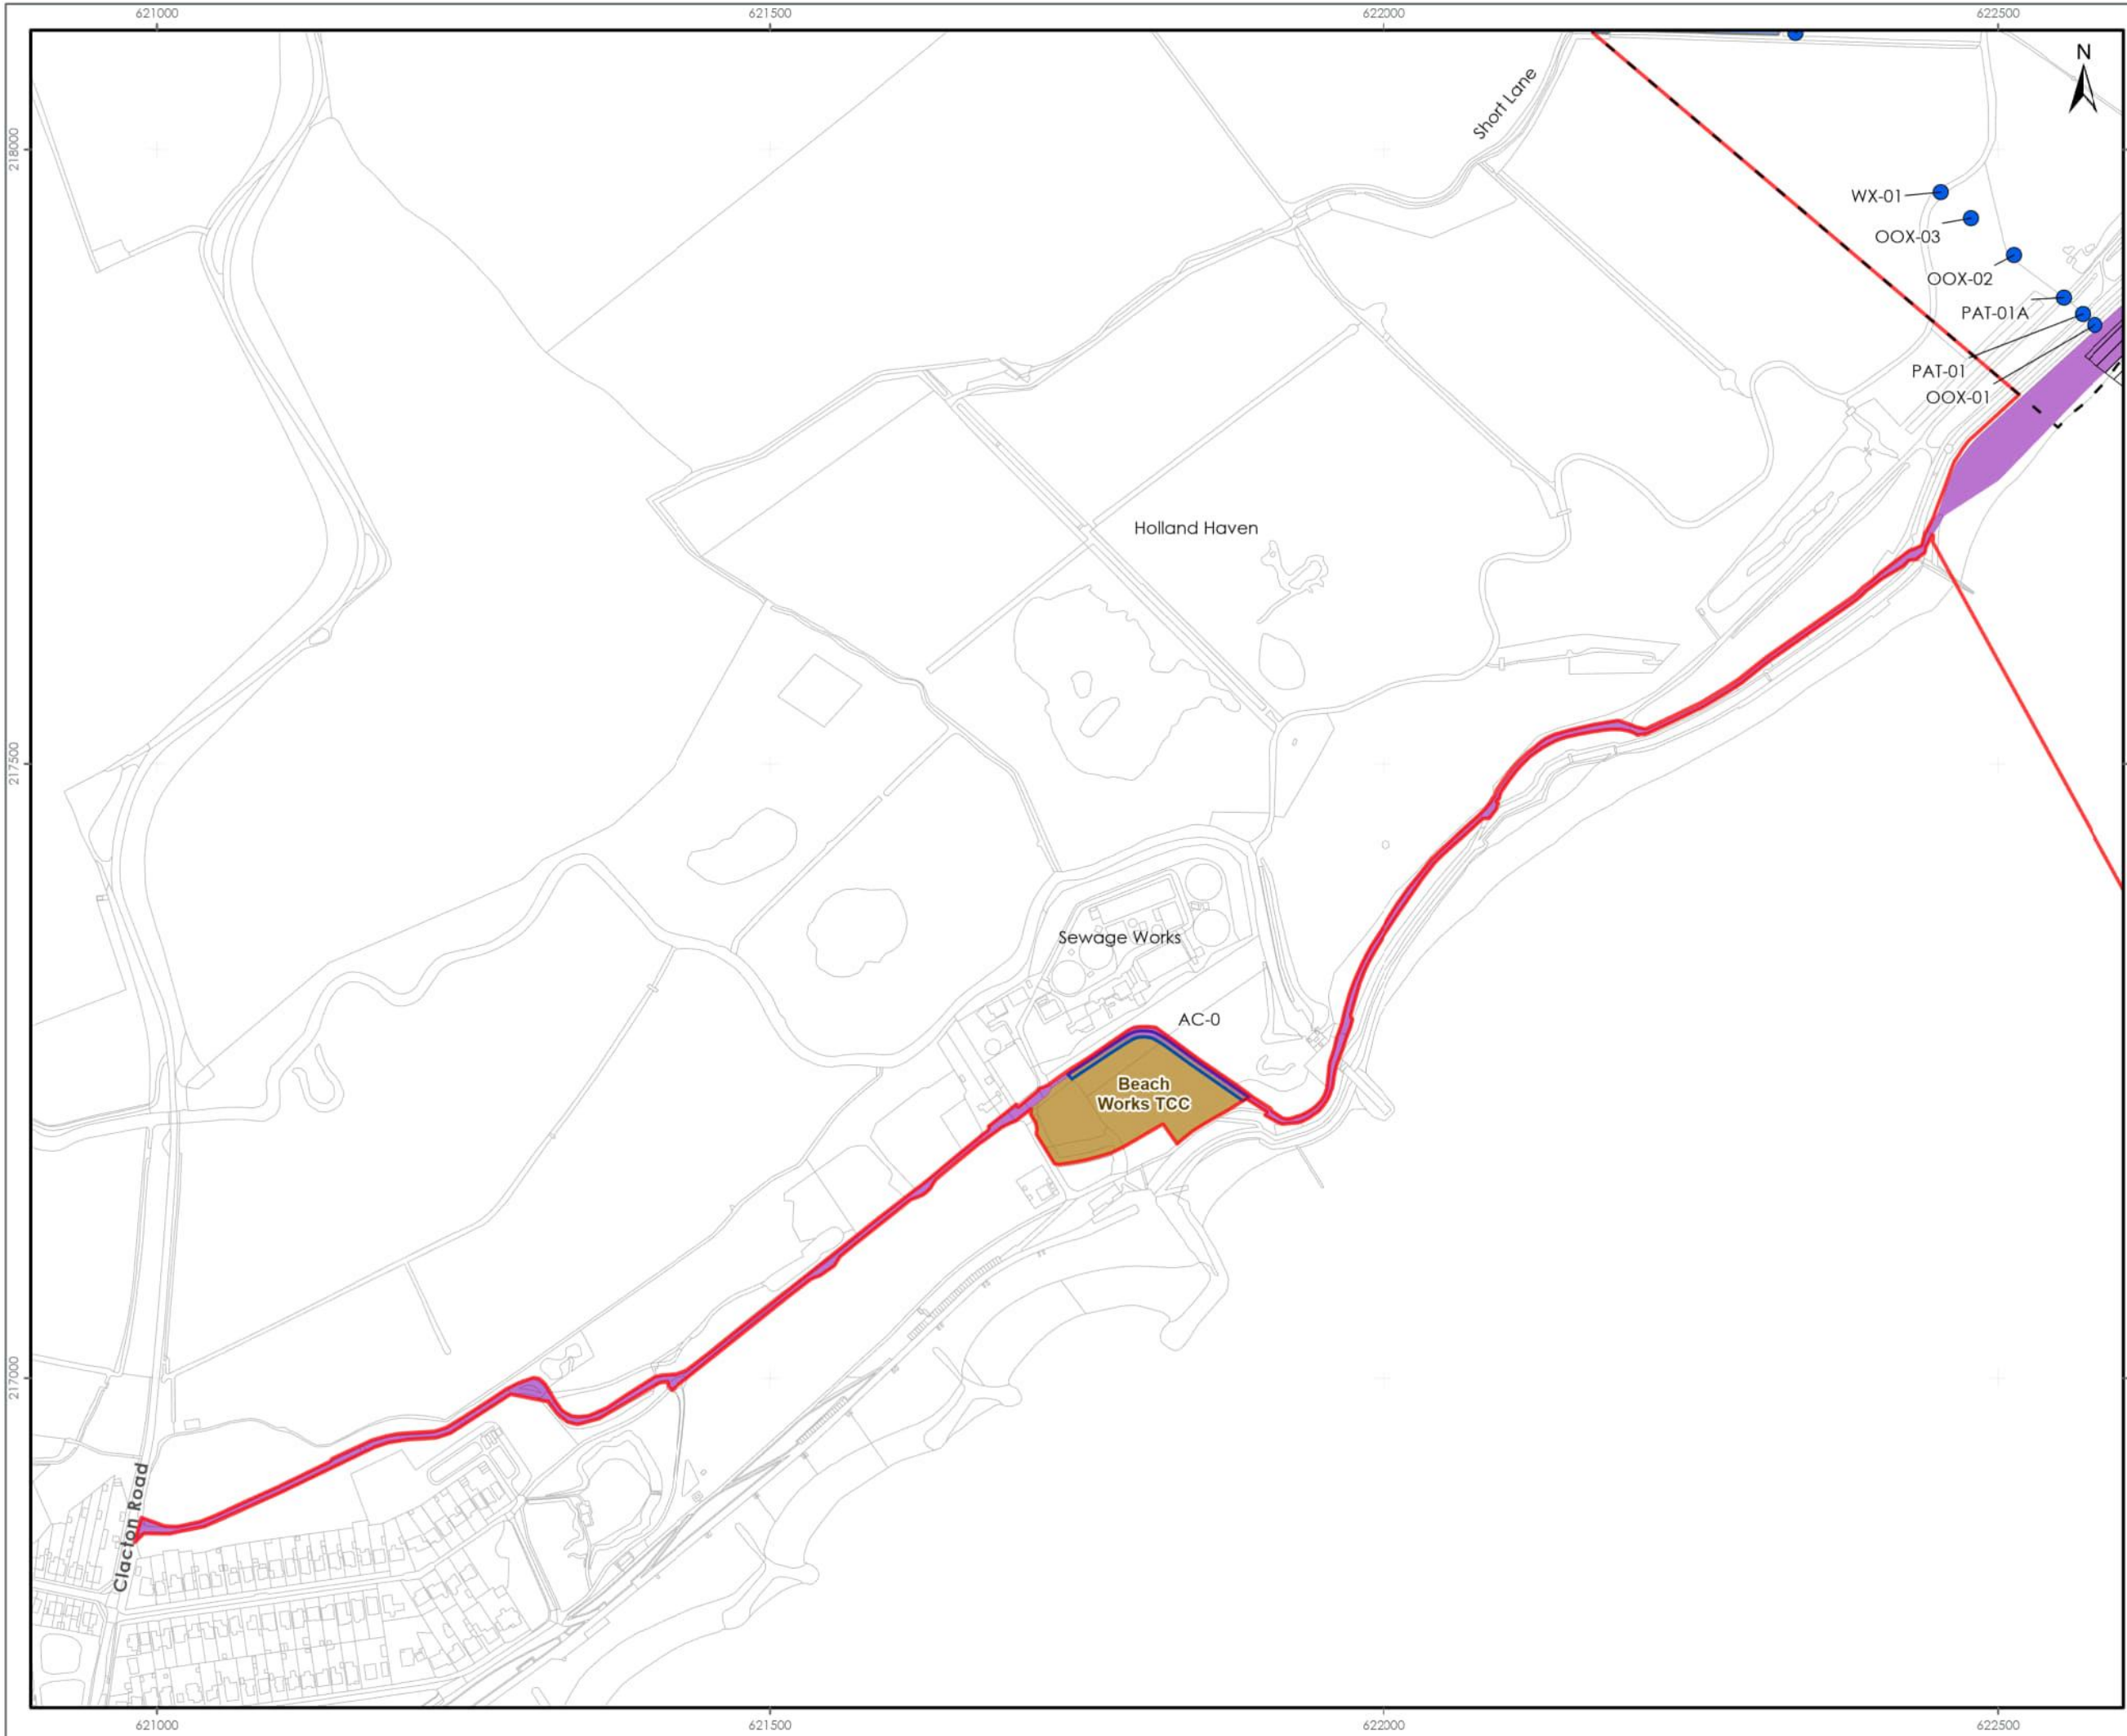 621000
621500
622000
622500
N
Short Lane
218000
WX-01
OOX-03
OOX-02
PAT-01A
PAT-01
OOX-01
Holland Haven
217500
Sewage Works
AC-0
Beach
Works TCC
217000
Clacton Road
621000
621500
622000
622500